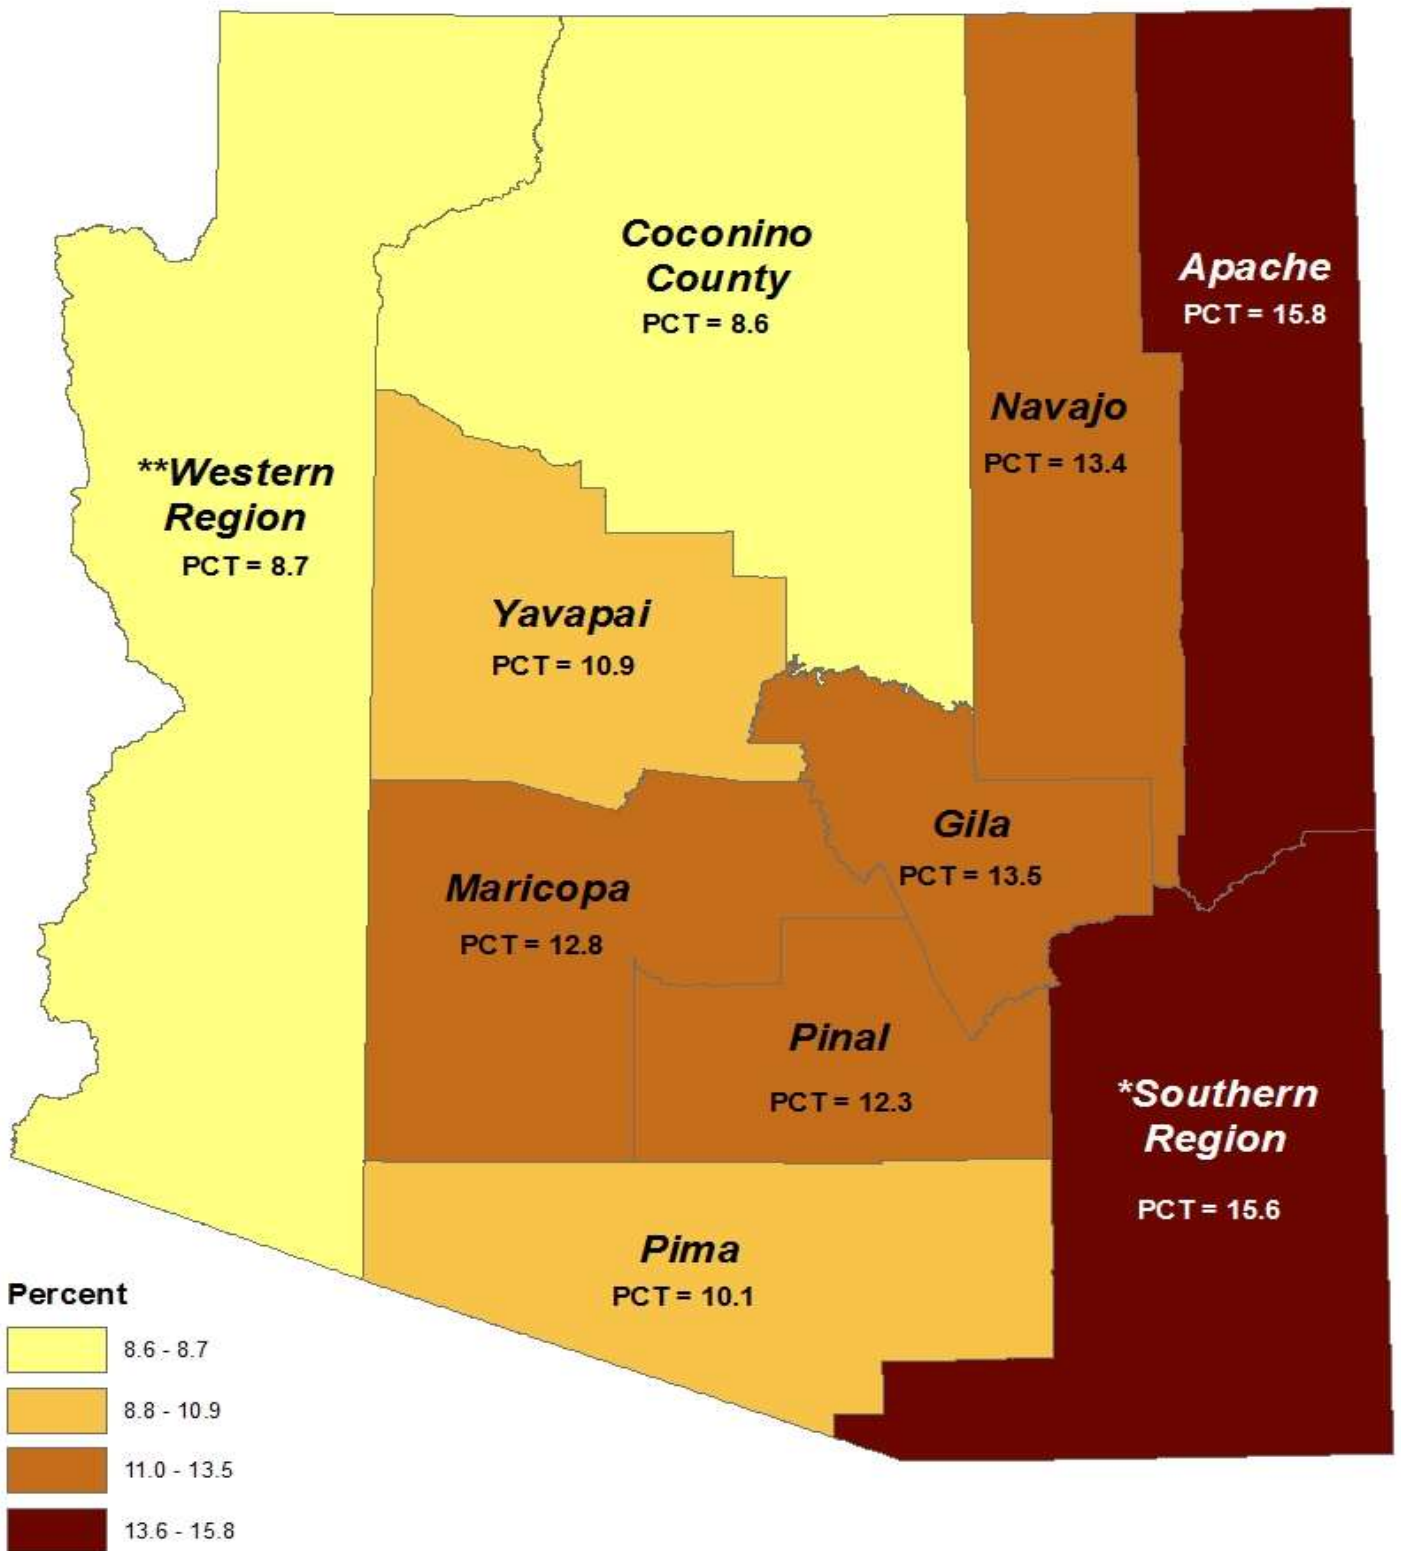 Coconino
County
PCT = 8.6
Apache
PCT = 15.8
Navajo
PCT = 13.4
**Western
Region
PCT = 8.7
Yavapai
PCT = 10.9
Gila
PCT = 13.5
Maricopa
PCT = 12.8
Pinal
PCT = 12.3
*Southern
Region
PCT = 15.6
Pima
PCT = 10.1
Percent
8.6 - 8.7
8.8 - 10.9
11.0 - 13.5
13.6 - 15.8